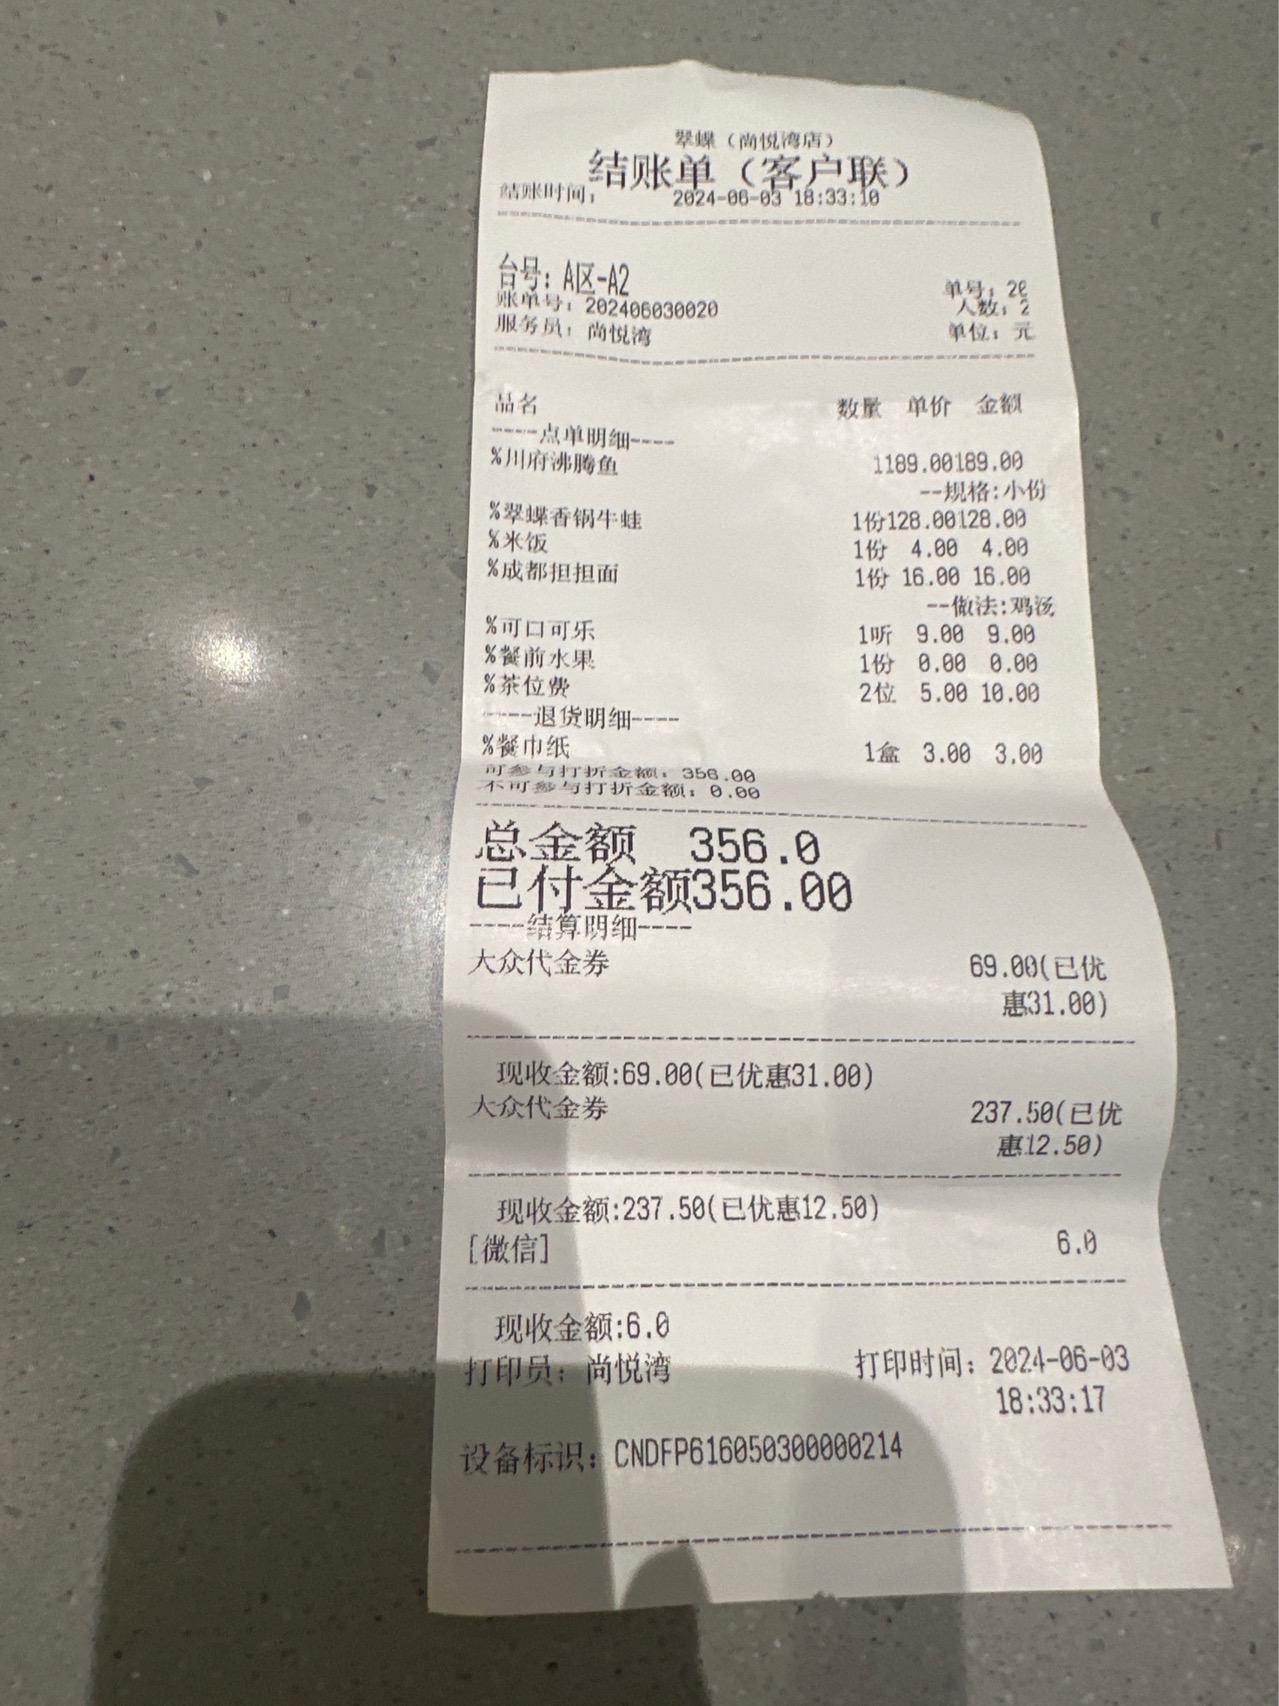 翠蝶（尚悦湾店）
结账单（客户联）
结账时间： 2024-06-03 18:33:10
台号：A区-A2
单号：20
账单号：202406030020
人数：2
服务员：尚悦湾
单位：元
品名 数量 单价 金额
----点单明细----
%川府沸腾鱼 1189.00189.00
--规格:小份
%翠蝶香锅牛蛙 1份128.00128.00
%米饭 1份 4.00 4.00
%成都担担面 1份 16.00 16.00
--做法:鸡汤
%可口可乐 1听 9.00 9.00
%餐前水果 1份 0.00 0.00
%茶位费 2位 5.00 10.00
----退货明细----
%餐巾纸 1盒 3.00 3.00
可参与打折金额：356.00
不可参与打折金额：0.00
总金额 356.0
已付金额356.00
----结算明细----
大众代金券 69.00(已优
惠31.00)
现收金额:69.00(已优惠31.00)
大众代金券 237.50(已优
惠12.50)
现收金额:237.50(已优惠12.50)
[微信] 6.0
现收金额:6.0
打印员：尚悦湾 打印时间：2024-06-03
18:33:17
设备标识：CNDFP616050300000214